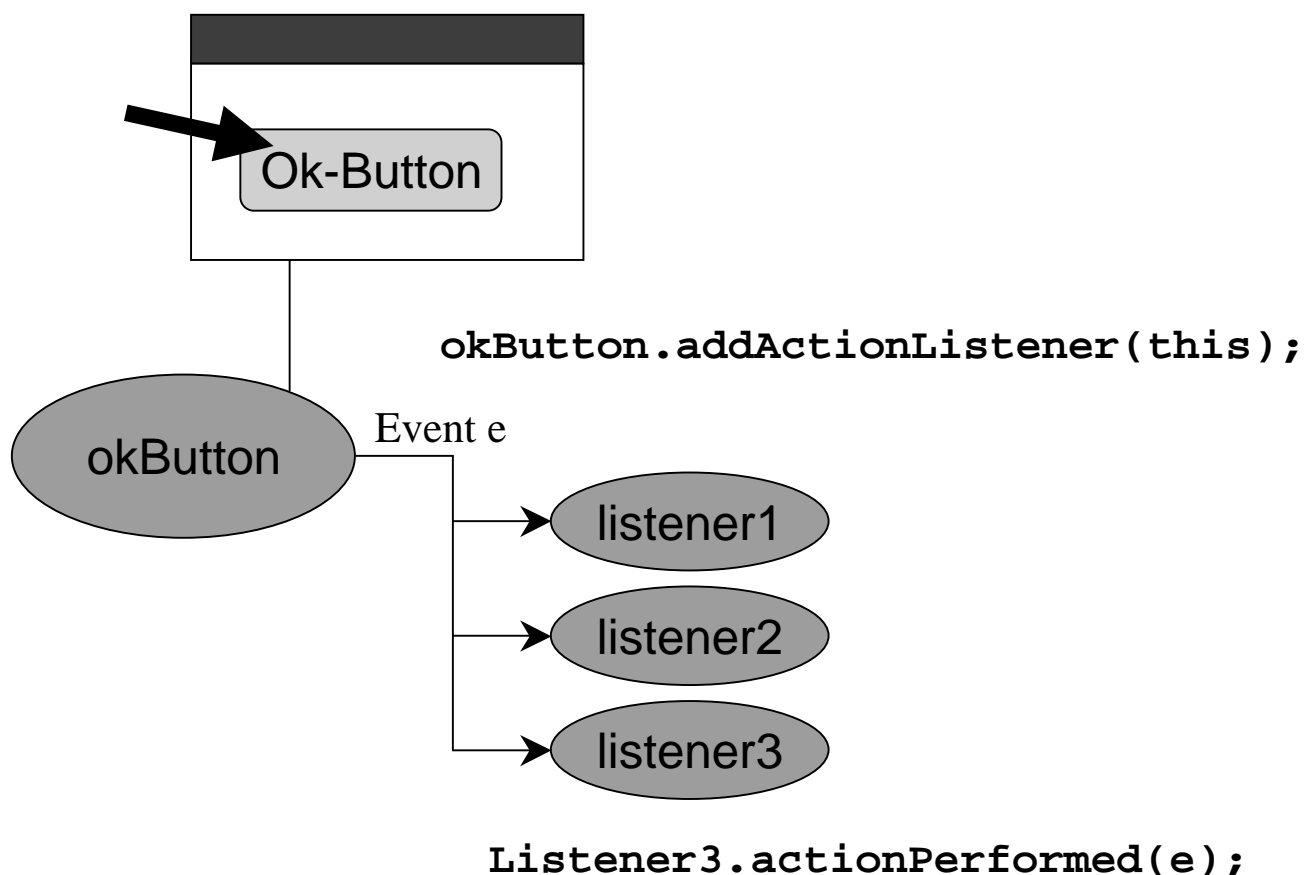 Ok-Button
okButton.addActionListener(this);
Event e
okButton
listener1
listener2
listener3
Listener3.actionPerformed(e);